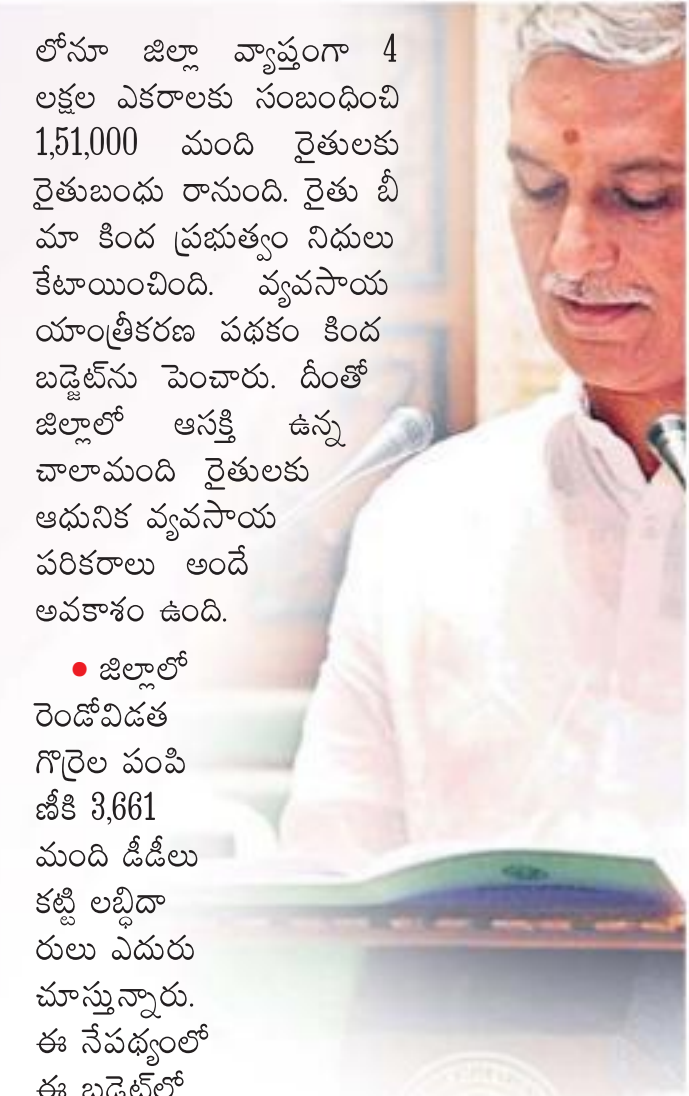 లోనూ జిల్లా వ్యాప్తంగా 4
లక్షల ఎకరాలకు సంబంధించి
1,51,000 మంది రైతులకు
రైతుబంధు రానుంది. రైతు బీ
మా కింద ప్రభుత్వం నిధులు
కేటాయించింది. వ్యవసాయ
యాంత్రీకరణ పథకం కింద
బడ్జెట్‌ను పెంచారు. దీంతో
జిల్లాలో ఆసక్తి ఉన్న
చాలామంది రైతులకు
ఆధునిక వ్యవసాయ
పరికరాలు అందే
అవకాశం ఉంది.
• జిల్లాలో
రెండోవిడత
గొర్రెల పంపి
ణీకి 3,661
మంది డీడీలు
కట్టి లబ్ధిదా
రులు ఎదురు
చూస్తున్నారు.
ఈ నేపథ్యంలో
ఈ బడ్జెట్‌లో